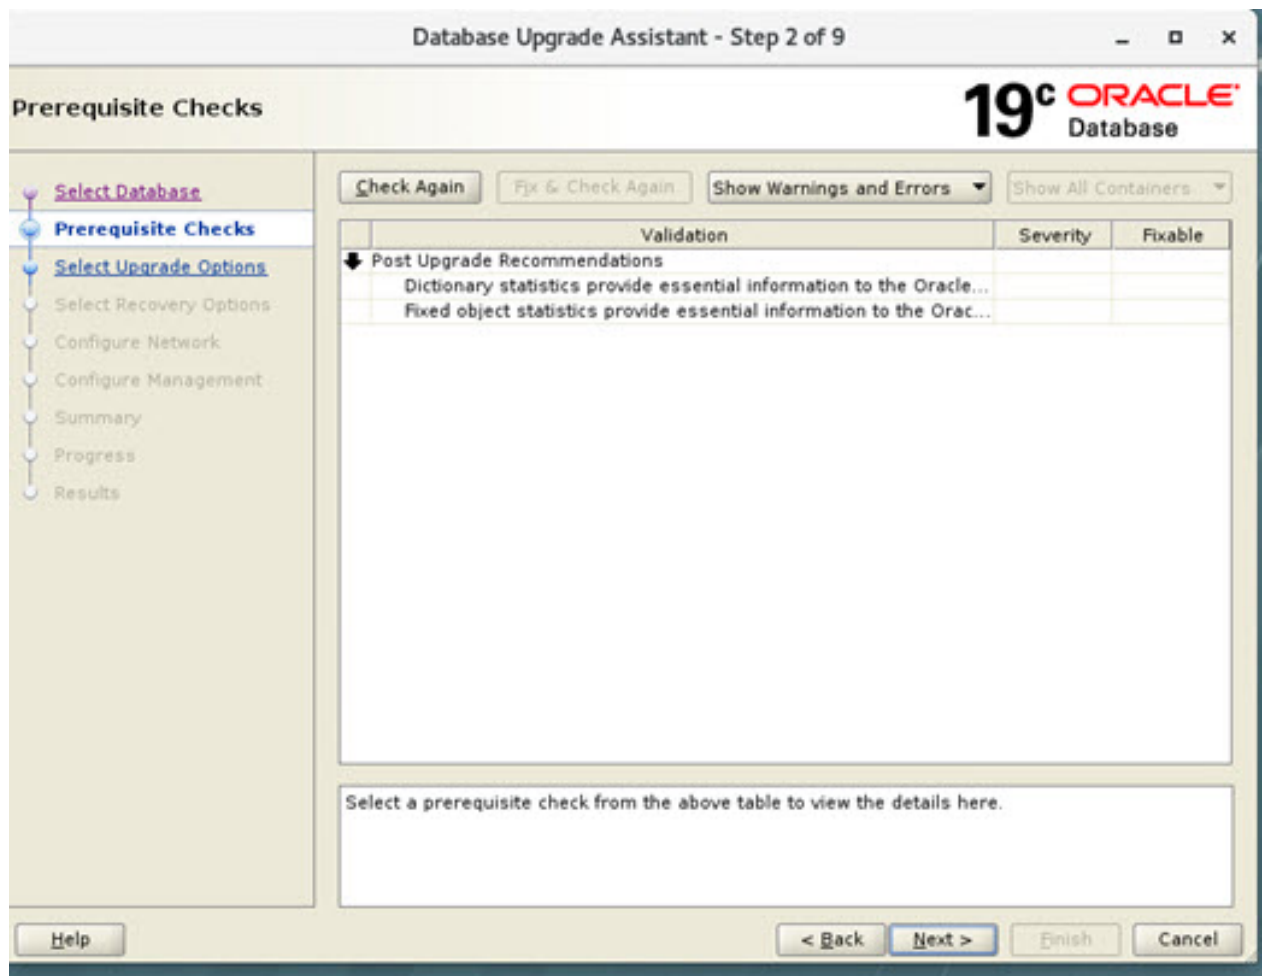 Database Upgrade Assistant - Step 2 of 9
Prerequisite Checks
19c ORACLE
Database
Select Database
Prerequisite Checks
Select Upgrade Options
Select Recovery Options
Configure Network
Configure Management
Summary
Progress
Results
Check Again Fix & Check Again Show Warnings and Errors Show All Containers
Validation Severity Fixable
Post Upgrade Recommendations
Dictionary statistics provide essential information to the Oracle...
Fixed object statistics provide essential information to the Orac...
Select a prerequisite check from the above table to view the details here.
Help < Back Next > Finish Cancel